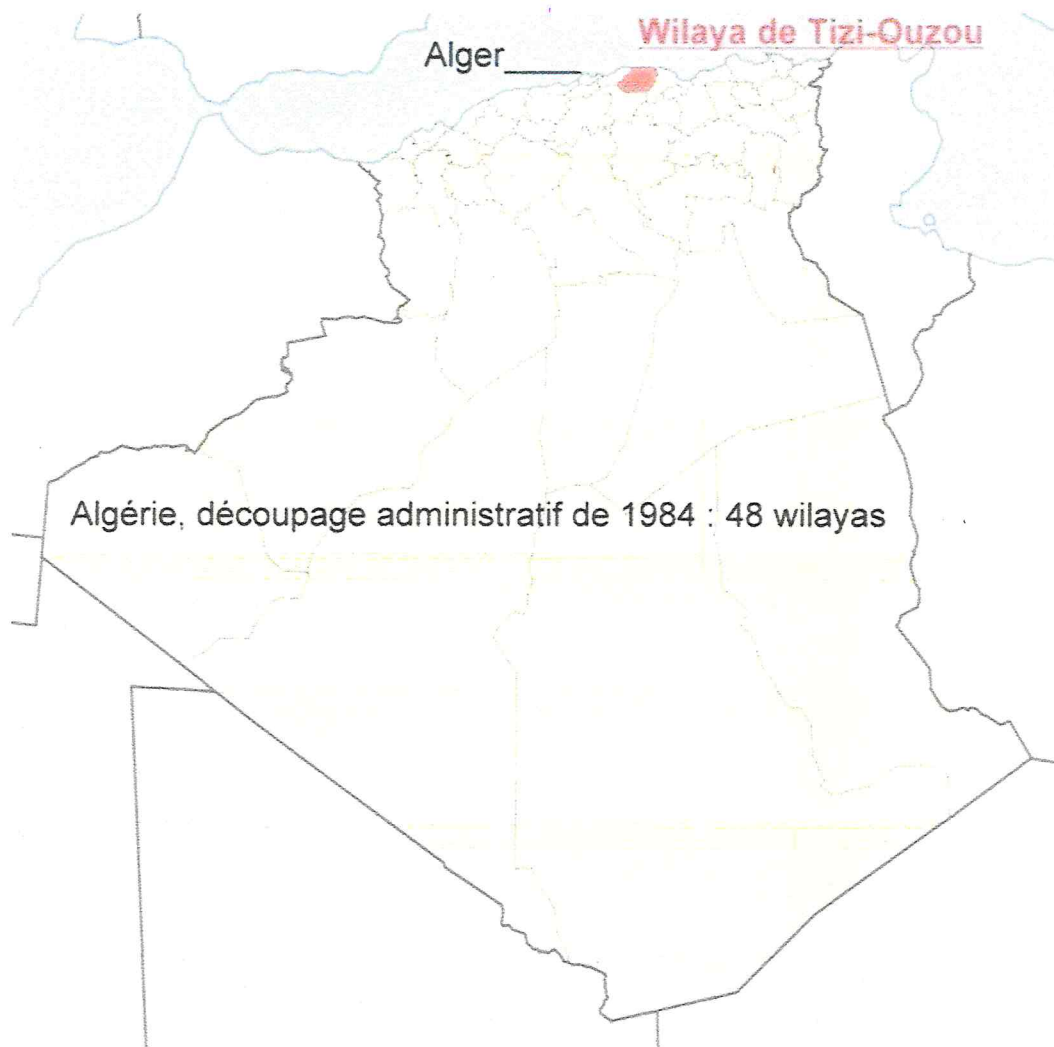 Wilaya de Tizi-Ouzou
Alger
Algérie, découpage administratif de 1984 : 48 wilayas